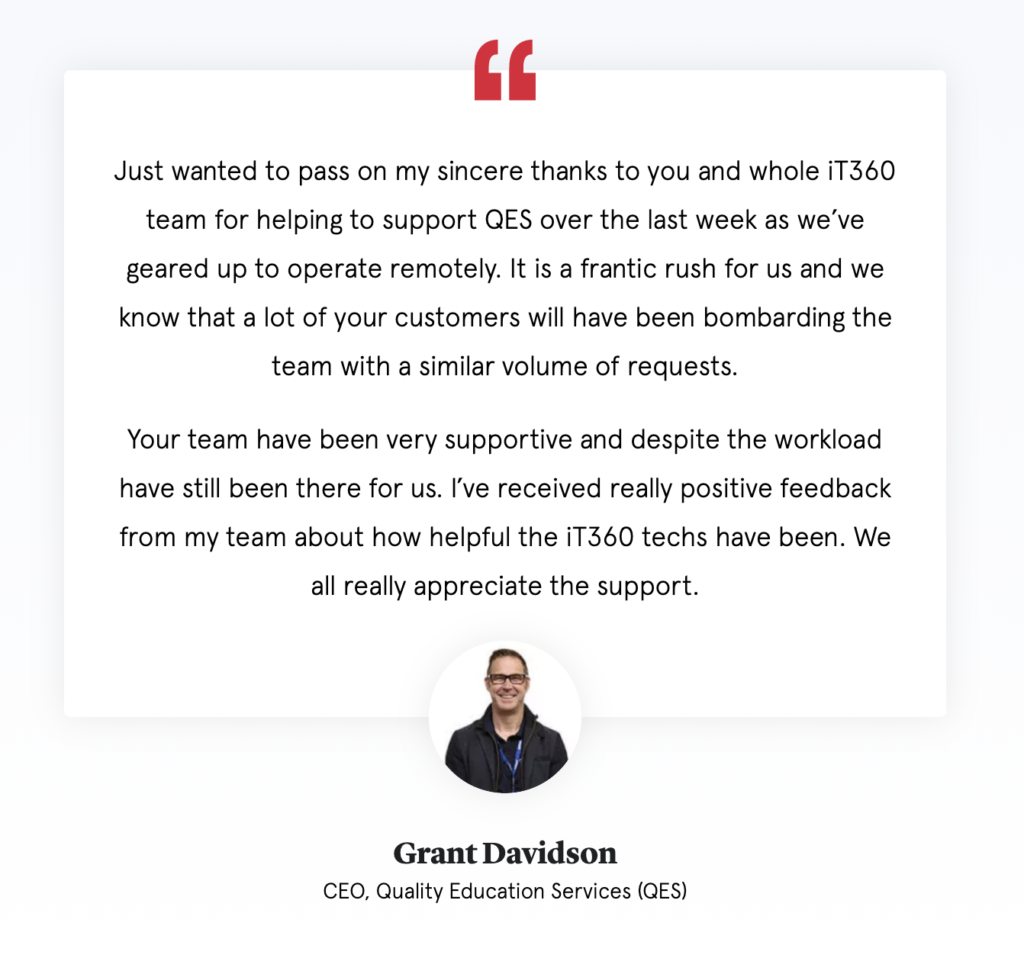 “
Just wanted to pass on my sincere thanks to you and whole iT360
team for helping to support QES over the last week as we’ve
geared up to operate remotely. It is a frantic rush for us and we
know that a lot of your customers will have been bombarding the
team with a similar volume of requests.
Your team have been very supportive and despite the workload
have still been there for us. I’ve received really positive feedback
from my team about how helpful the iT360 techs have been. We
all really appreciate the support.
Grant Davidson
CEO, Quality Education Services (QES)